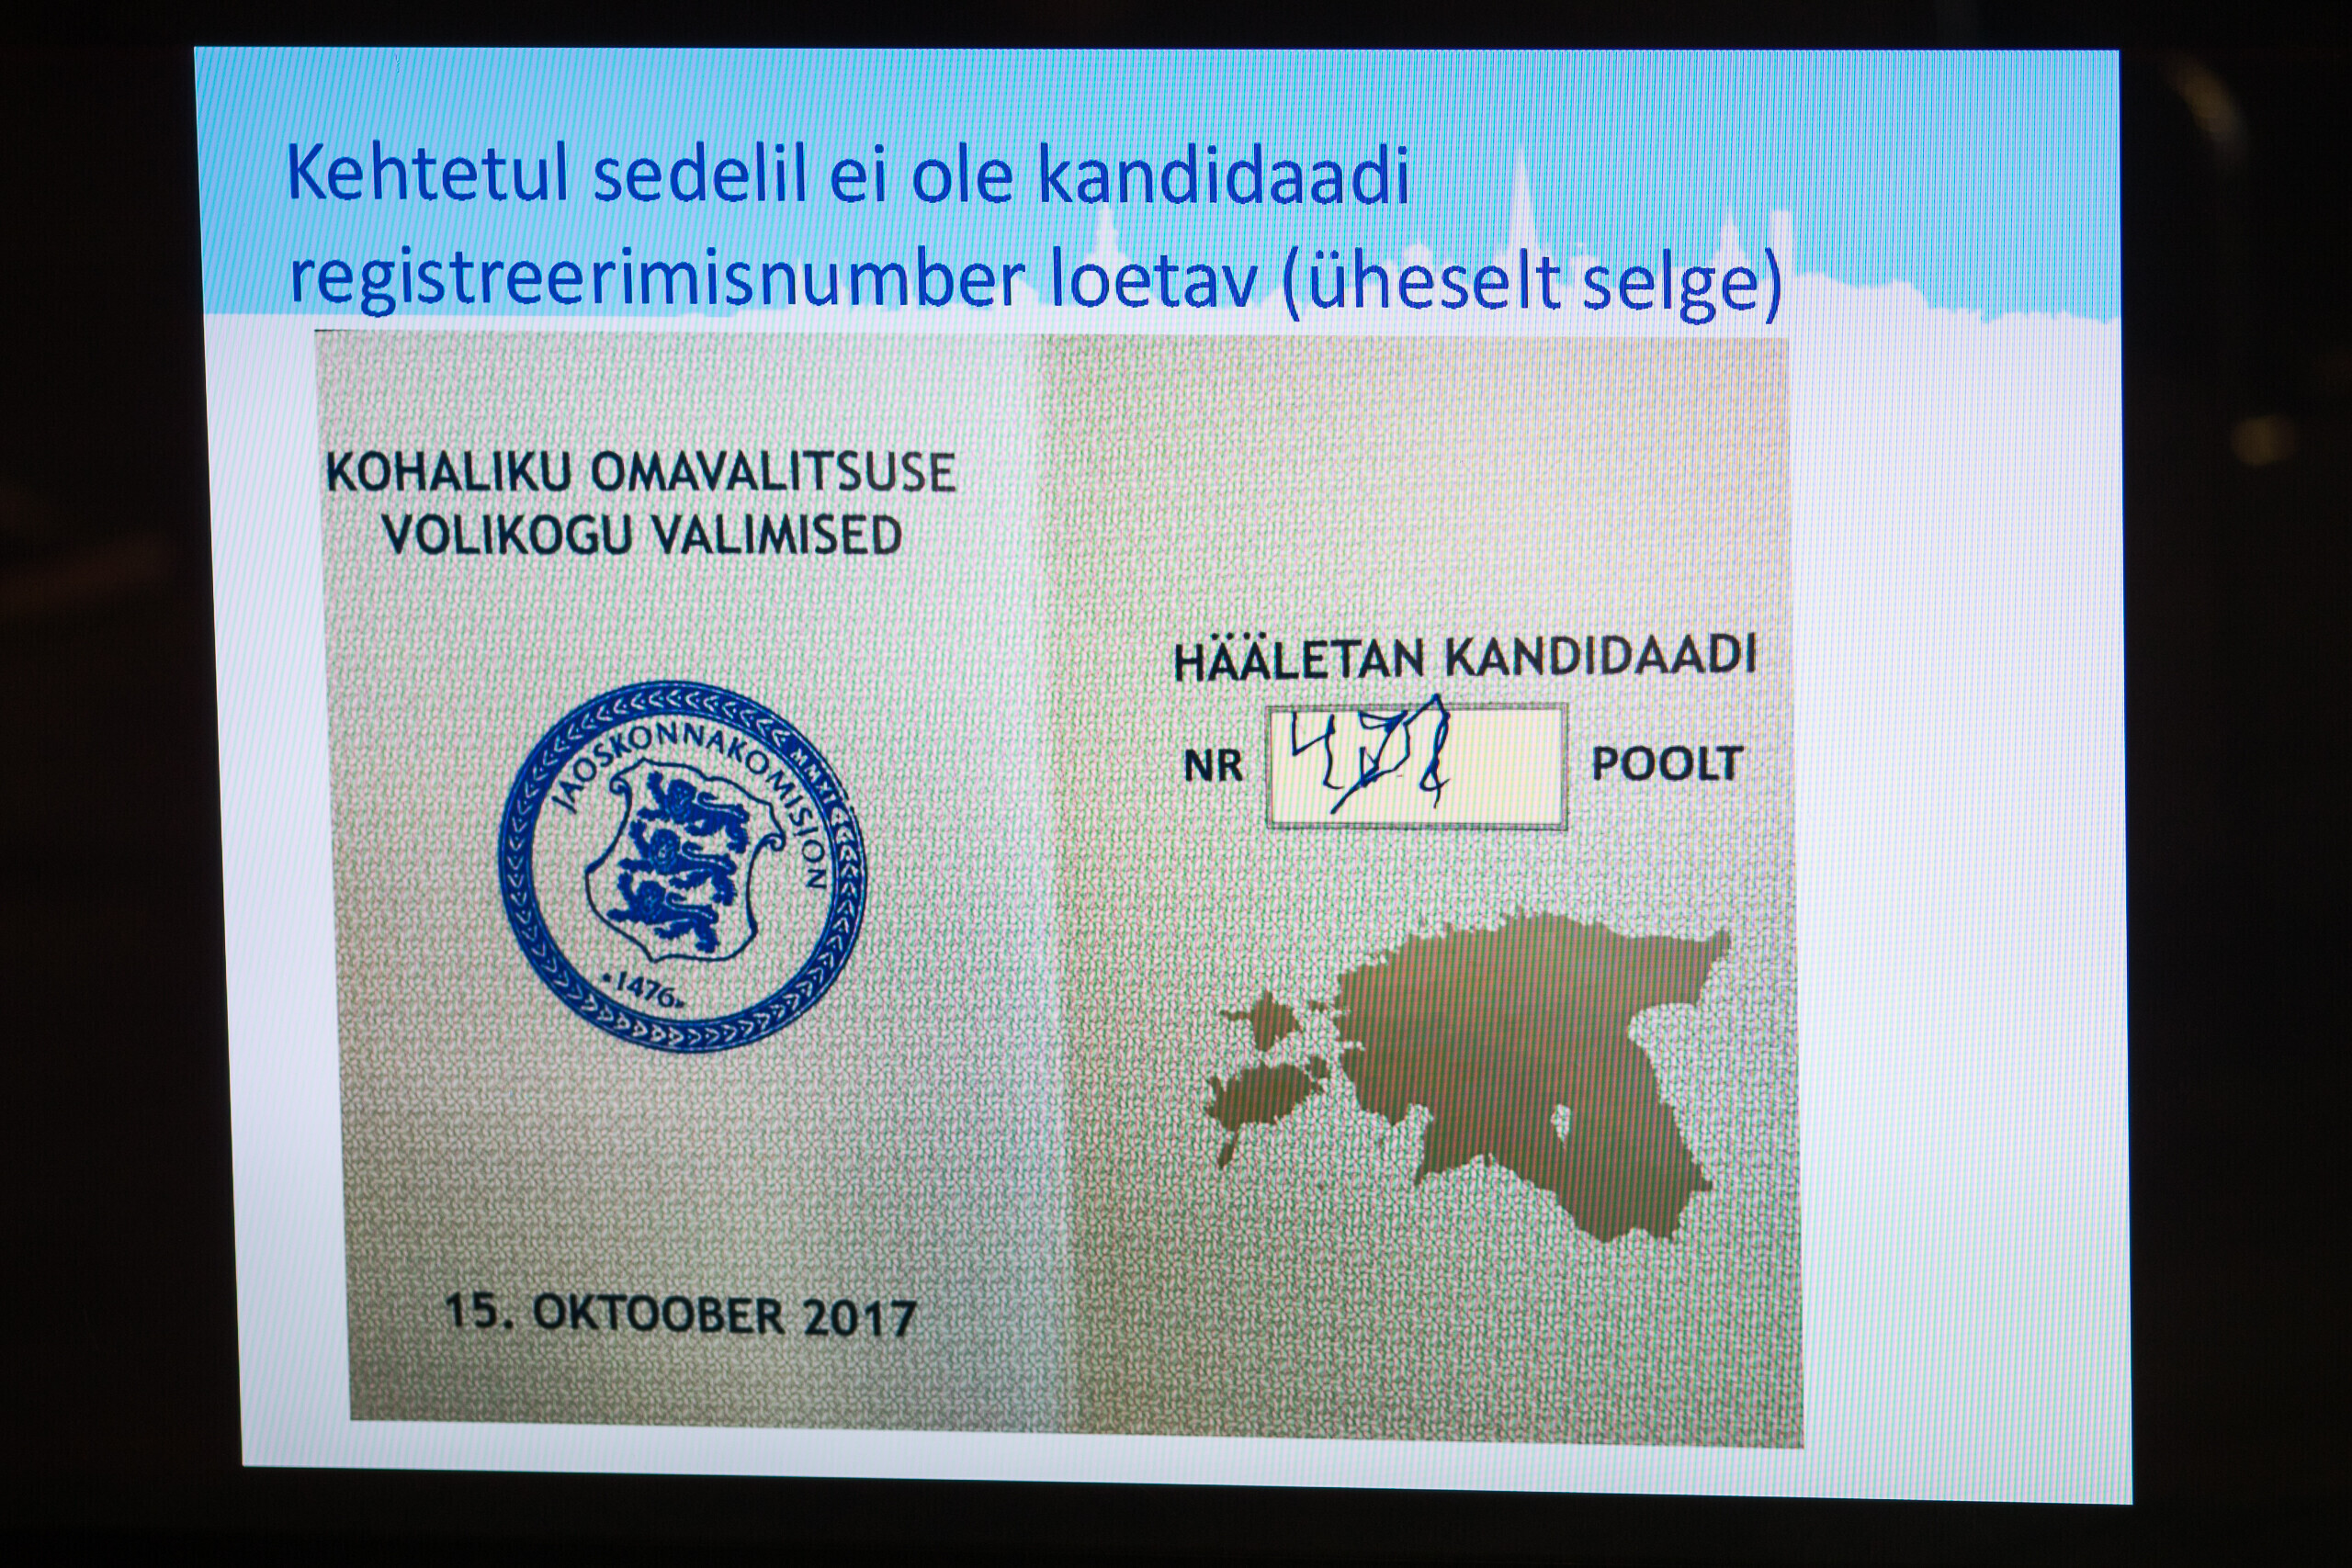 Kehtetul sedelil ei ole kandidaadi
registreerimisnumber loetav (üheselt selge)
KOHALIKU OMAVALITSUSE
VOLIKOGU VALIMISED
JAOSKONNAKOMISION
•1476•
15. OKTOOBER 2017
HÄÄLETAN KANDIDAADI
NR POOLT